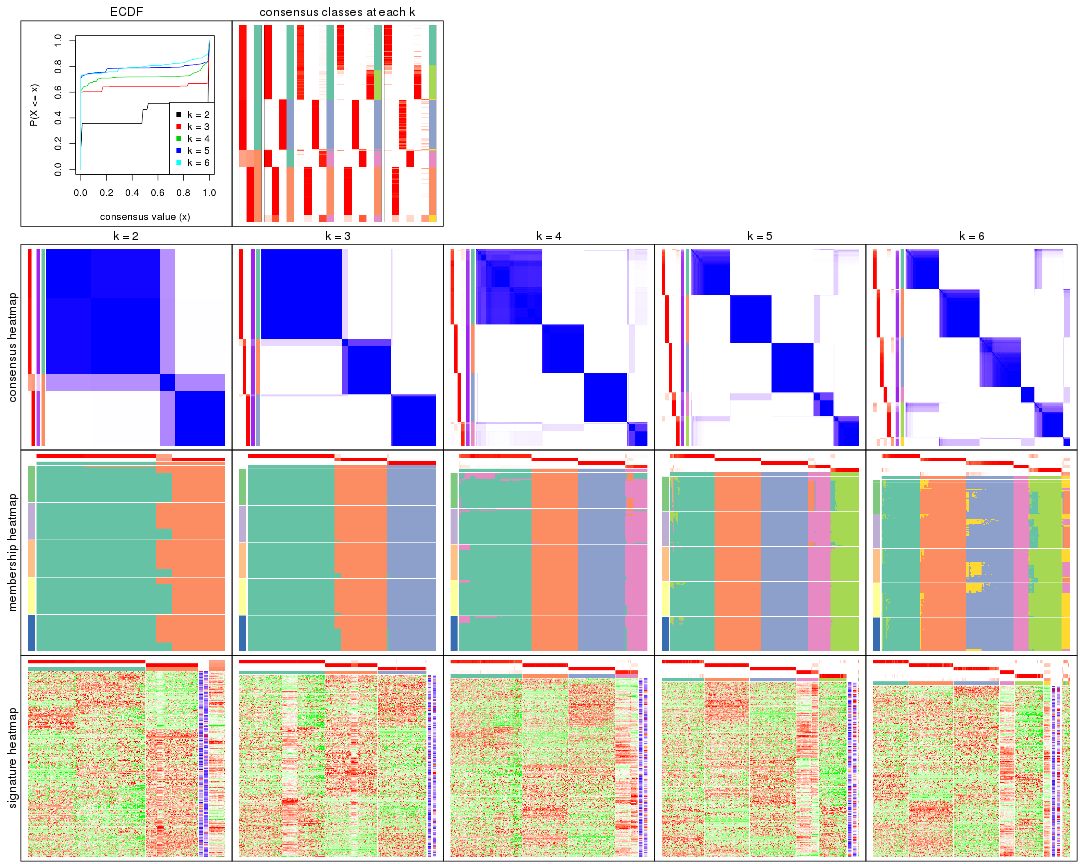 ECDF
consensus classes at each k
P(X <= x)
0.0 0.2 0.4 0.6 0.8 1.0
k = 2
k = 3
k = 4
k = 5
k = 6
0.0 0.2 0.4 0.6 0.8 1.0
consensus value (x)
k = 2
k = 3
k = 4
k = 5
k = 6
consensus heatmap
membership heatmap
signature heatmap